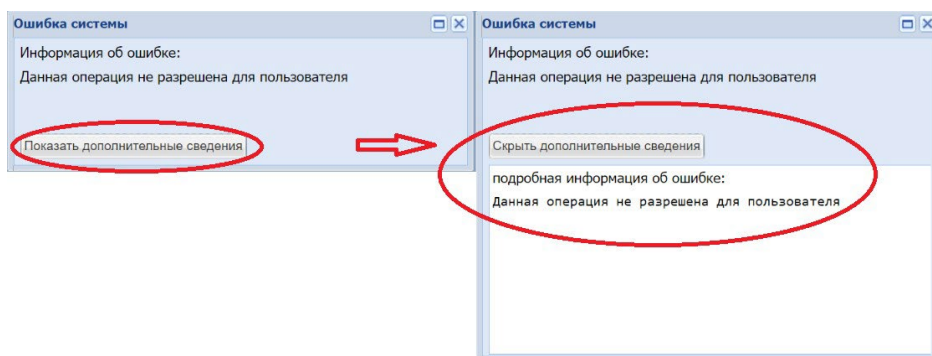 Ошибка системы
Информация об ошибке:
Данная операция не разрешена для пользователя
Показать дополнительные сведения
Ошибка системы
Информация об ошибке:
Данная операция не разрешена для пользователя
Скрыть дополнительные сведения
подробная информация об ошибке:
Данная операция не разрешена для пользователя